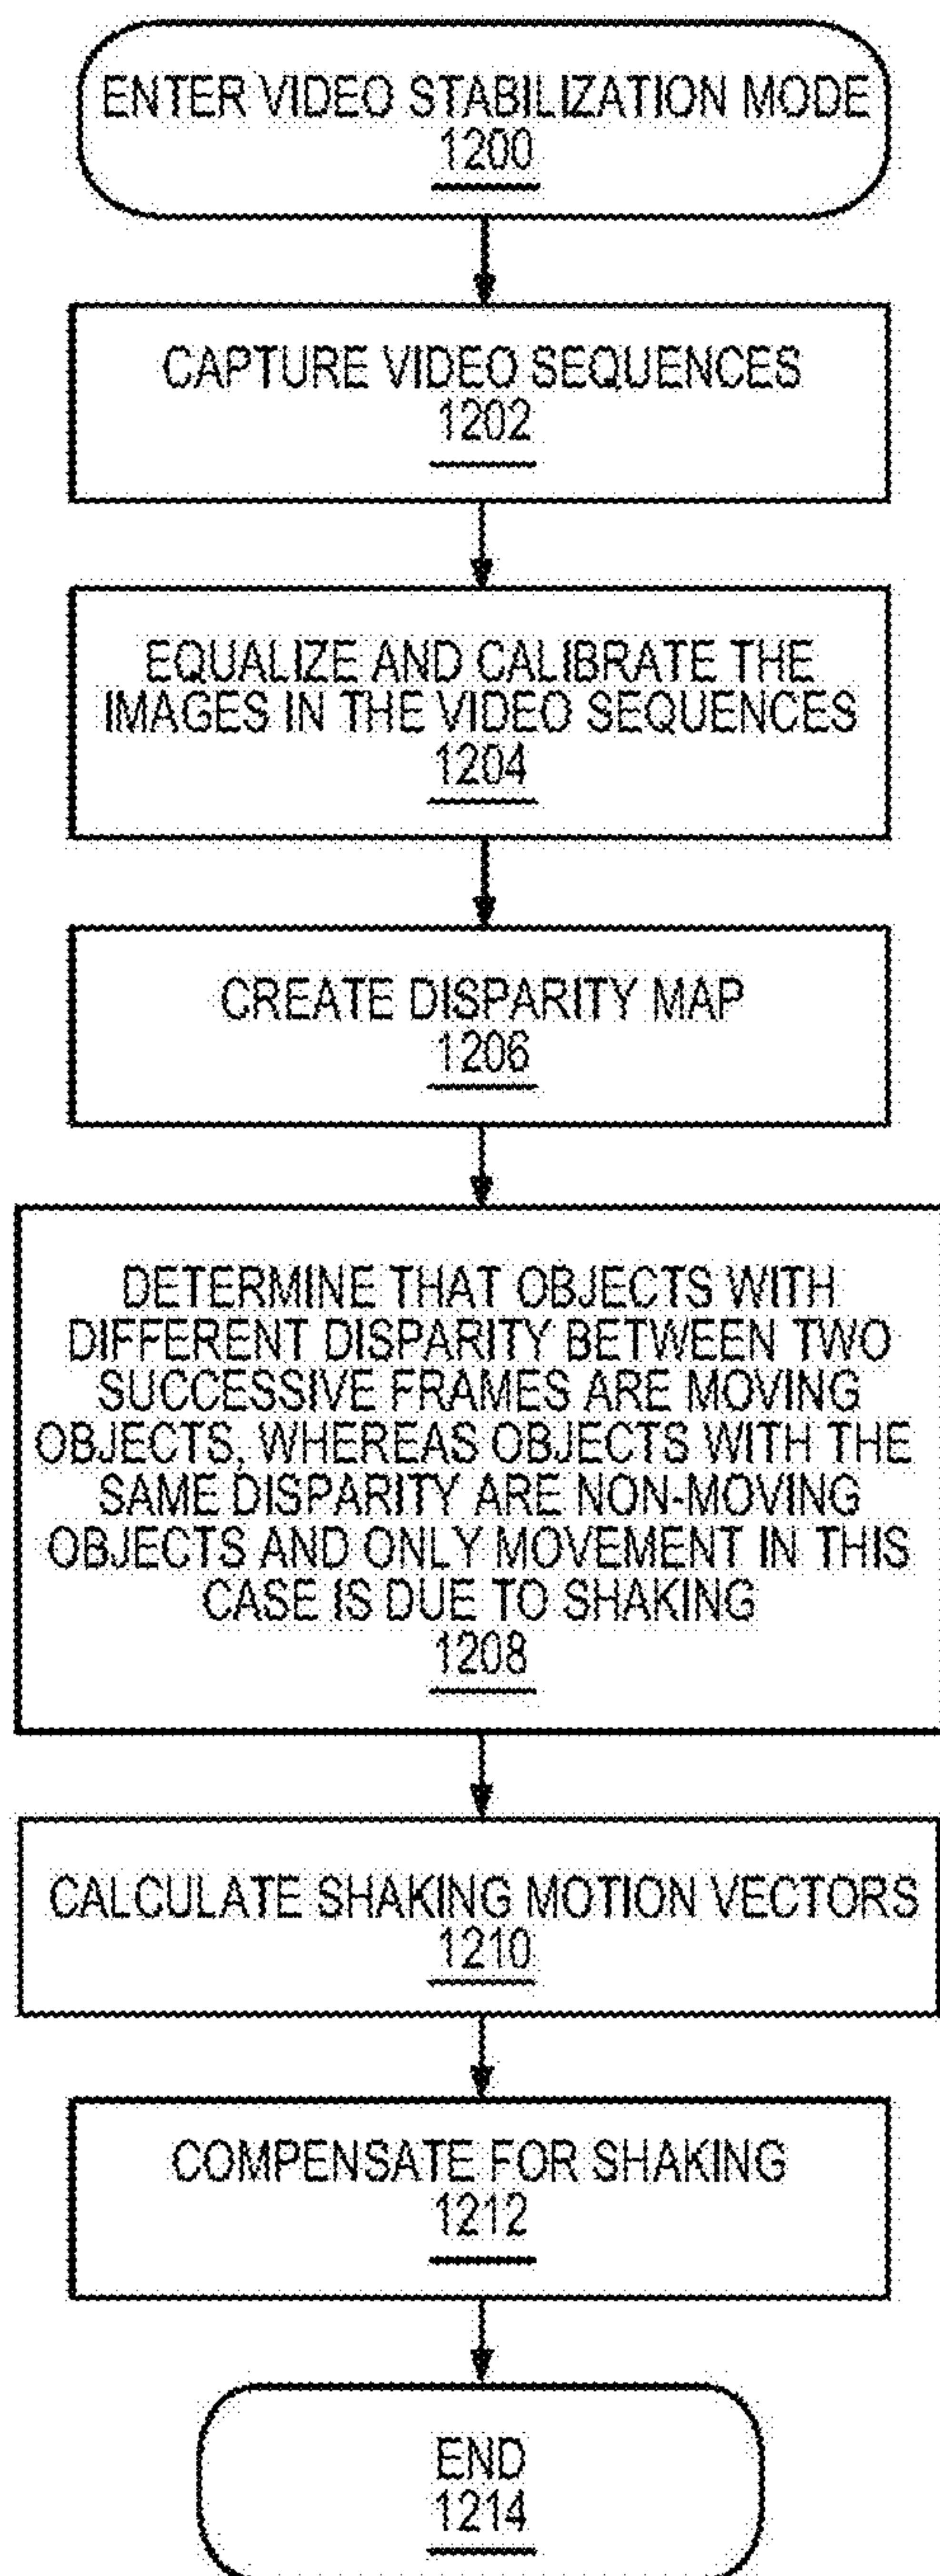 ENTER VIDEO STABILIZATION MODE
1200
CAPTURE VIDEO SEQUENCES
1202
EQUALIZE AND CALIBRATE THE
IMAGES IN THE VIDEO SEQUENCES
1204
CREATE DISPARITY MAP
1206
DETERMINE THAT OBJECTS WITH
DIFFERENT DISPARITY BETWEEN TWO
SUCCESSIVE FRAMES ARE MOVING
OBJECTS, WHEREAS OBJECTS WITH THE
SAME DISPARITY ARE NON-MOVING
OBJECTS AND ONLY MOVEMENT IN THIS
CASE IS DUE TO SHAKING
1208
CALCULATE SHAKING MOTION VECTORS
1210
COMPENSATE FOR SHAKING
1212
END
1214